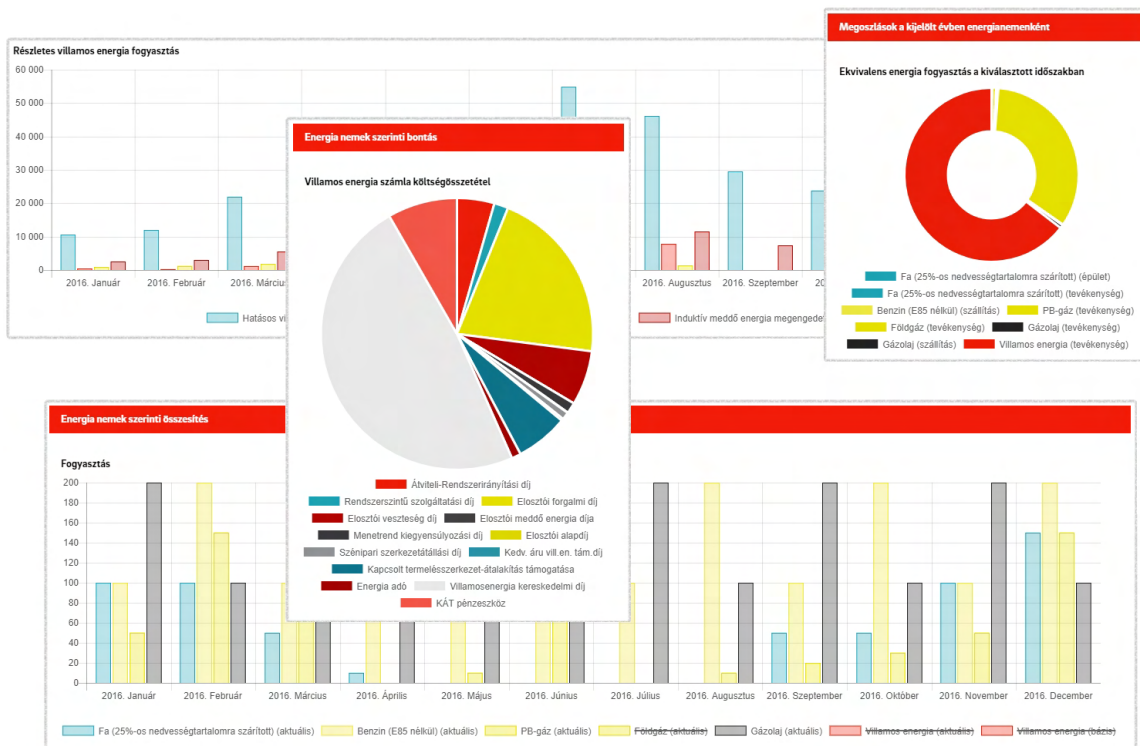 Megoszlások a kijelölt évben energianemenként
Ekvivalens energia fogyasztás a kiválasztott időszakban
Fa (25%-os nedvességtartalomra szárított) (épület)
Fa (25%-os nedvességtartalomra szárított) (tevékenység)
Benzin (E85 nélkül) (szállítás) PB-gáz (tevékenység)
Földgáz (tevékenység) Gázolaj (tevékenység)
Gázolaj (szállítás) Villamos energia (tevékenység)
Részletes villamos energia fogyasztás
60 000
50 000
40 000
30 000
20 000
10 000
0
2016. Január 2016. Február 2016. Március 2016. Augusztus 2016. Szeptember
Induktív meddő energia
Energia nemek szerinti bontás
Villamos energia számla költségösszetétel
Átviteli-Rendszerirányítási díj
Rendszerszintű szolgáltatási díj Elosztói forgalmi díj
Elosztói veszteség díj Elosztói meddő energia díja
Menetrend kiegyensúlyozási díj Elosztói alapdíj
Szénipari szerkezetátállási díj Kedv. áru vill.en. tám.díj
Kapcsolt termelésszerkezet-átalakítás támogatása
Energia adó Villamosenergia kereskedelmi díj
KÁT pénzeszköz
Energia nemek szerinti összesítés
Fogyasztás
200
180
160
140
120
100
80
60
40
20
0
2016. Január 2016. Február 2016. Március 2016. Április 2016. Május 2016. Június 2016. Július 2016. Augusztus 2016. Szeptember 2016. Október 2016. November 2016. December
Fa (25%-os nedvességtartalomra szárított) (aktuális) Benzin (E85 nélkül) (aktuális) PB-gáz (aktuális) Földgáz (aktuális) Gázolaj (aktuális) Villamos energia (aktuális) Villamos energia (bázis)